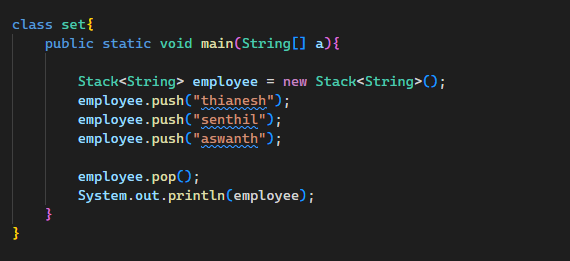 class set{
    public static void main(String[] a){

        Stack<String> employee = new Stack<String>();
        employee.push("thianesh");
        employee.push("senthil");
        employee.push("aswanth");

        employee.pop();
        System.out.println(employee);
    }
}